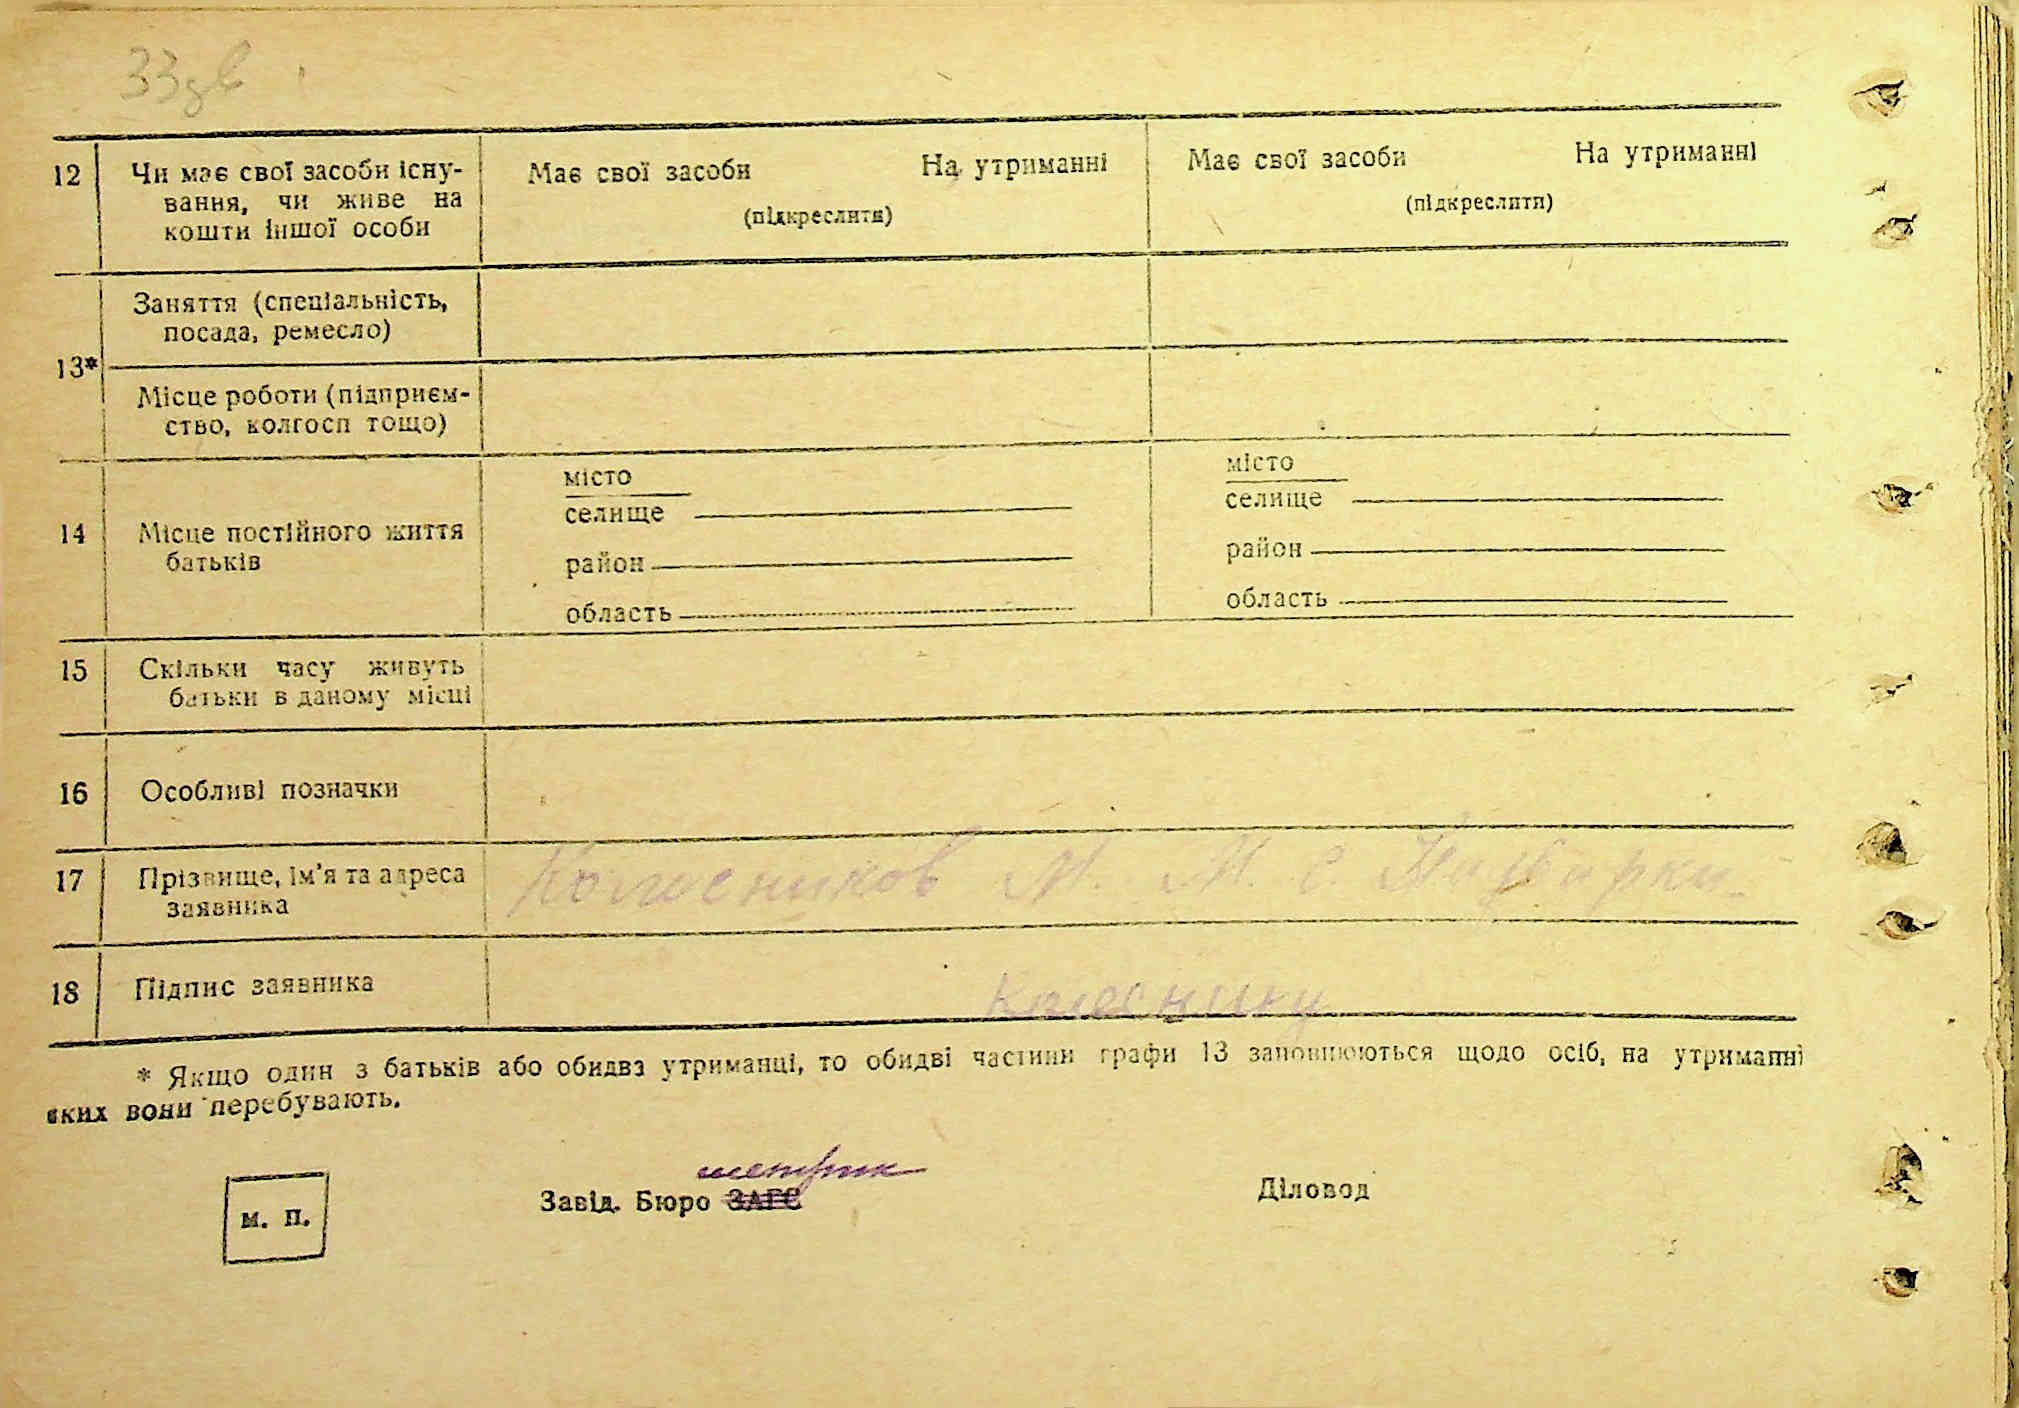 33зв
12 Чи має свої засоби існу-
вання, чи живе на
кошти іншої особи
Має свої засоби На утриманні
(підкреслити)
Має свої засоби На утриманні
(підкреслити)
13*
Заняття (спеціальність,
посада, ремесло)
Місце роботи (підприєм-
ство, колгосп тощо)
14 Місце постійного життя
батьків
місто
селище
район
область
місто
селище
район
область
15 Скільки часу живуть
батьки в даному місці
16 Особливі позначки
17 Прізвище, ім’я та адреса
заявника
Колесников М. М. с.
18 Підпис заявника
* Якщо один з батьків або обидва утриманці, то обидві частини графи 13 заповнюються щодо осіб, на утриманні
яких вони перебувають.
м. п.
метрик
Завід. Бюро ЗАГС
Діловод